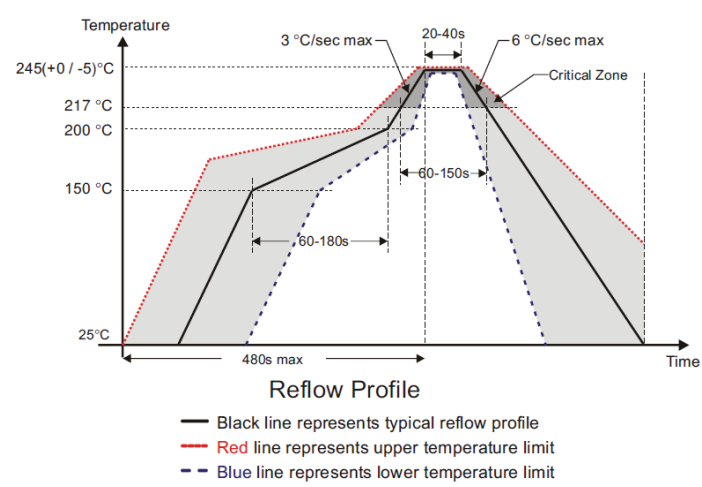 Temperature
20-40s
3 °C/sec max
6 °C/sec max
245(+0 / -5)°C
Critical Zone
217 °C
200 °C
60-150s
150 °C
60-180s
25°C
480s max
Time
Reflow Profile
Black line represents typical reflow profile
Red line represents upper temperature limit
Blue line represents lower temperature limit